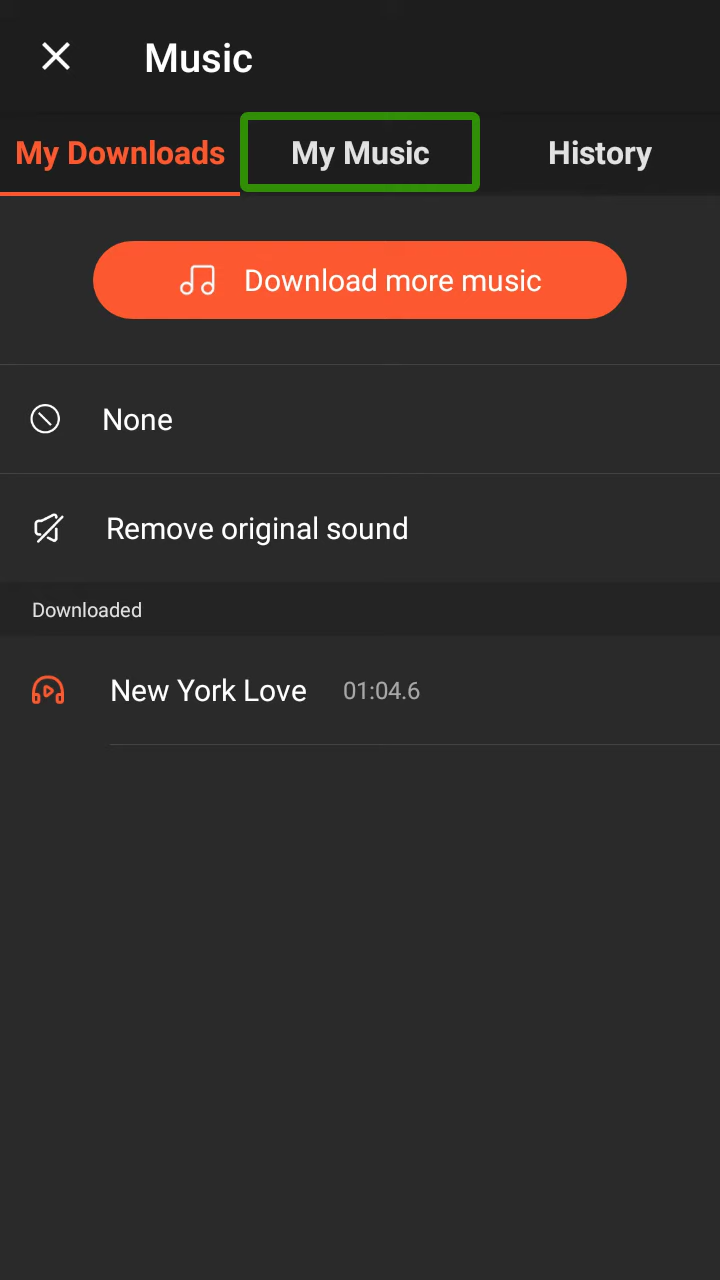 Music
My Downloads My Music History
Download more music
None
Remove original sound
Downloaded
New York Love 01:04.6